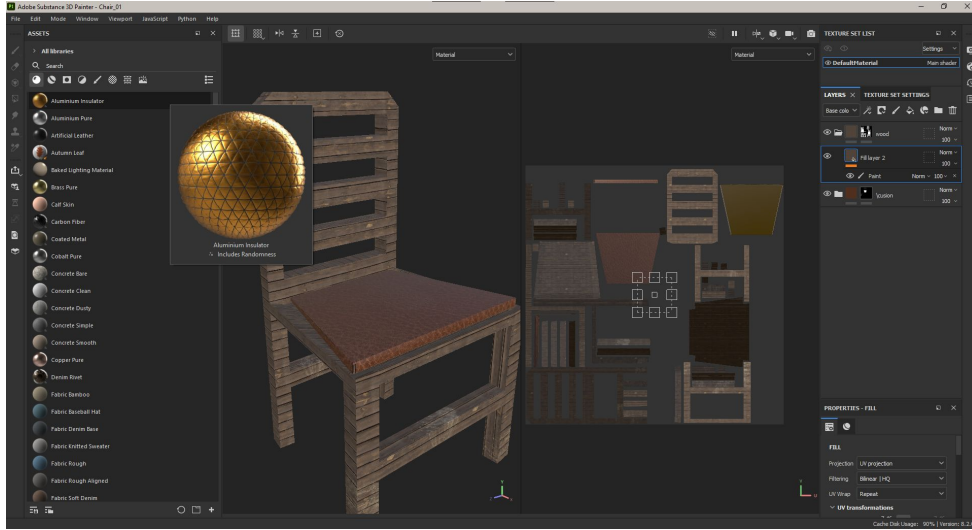 Adobe Substance 3D Painter - Chair_01
File Edit Mode Window Viewport JavaScript Python Help
ASSETS
All libraries
Search
Aluminium Insulator
Aluminium Pure
Artificial Leather
Autumn Leaf
Baked Lighting Material
Brass Pure
Calf Skin
Carbon Fiber
Coated Metal
Cobalt Pure
Concrete Bare
Concrete Clean
Concrete Dusty
Concrete Simple
Concrete Smooth
Copper Pure
Denim Rivet
Fabric Bamboo
Fabric Baseball Hat
Fabric Denim Base
Fabric Knitted Sweater
Fabric Rough
Fabric Rough Aligned
Fabric Soft Denim
Aluminium Insulator
Includes Randomness
Material
Material
TEXTURE SET LIST
Settings
DefaultMaterial Main shader
LAYERS TEXTURE SET SETTINGS
Base colo
wood Norm
100
Fill layer 2 Norm
100
Paint Norm 100
\cusion Norm
100
PROPERTIES - FILL
FILL
Projection UV projection
Filtering Bilinear | HQ
UV Wrap Repeat
UV transformations
Cache Disk Usage: 90% | Version: 8.2.